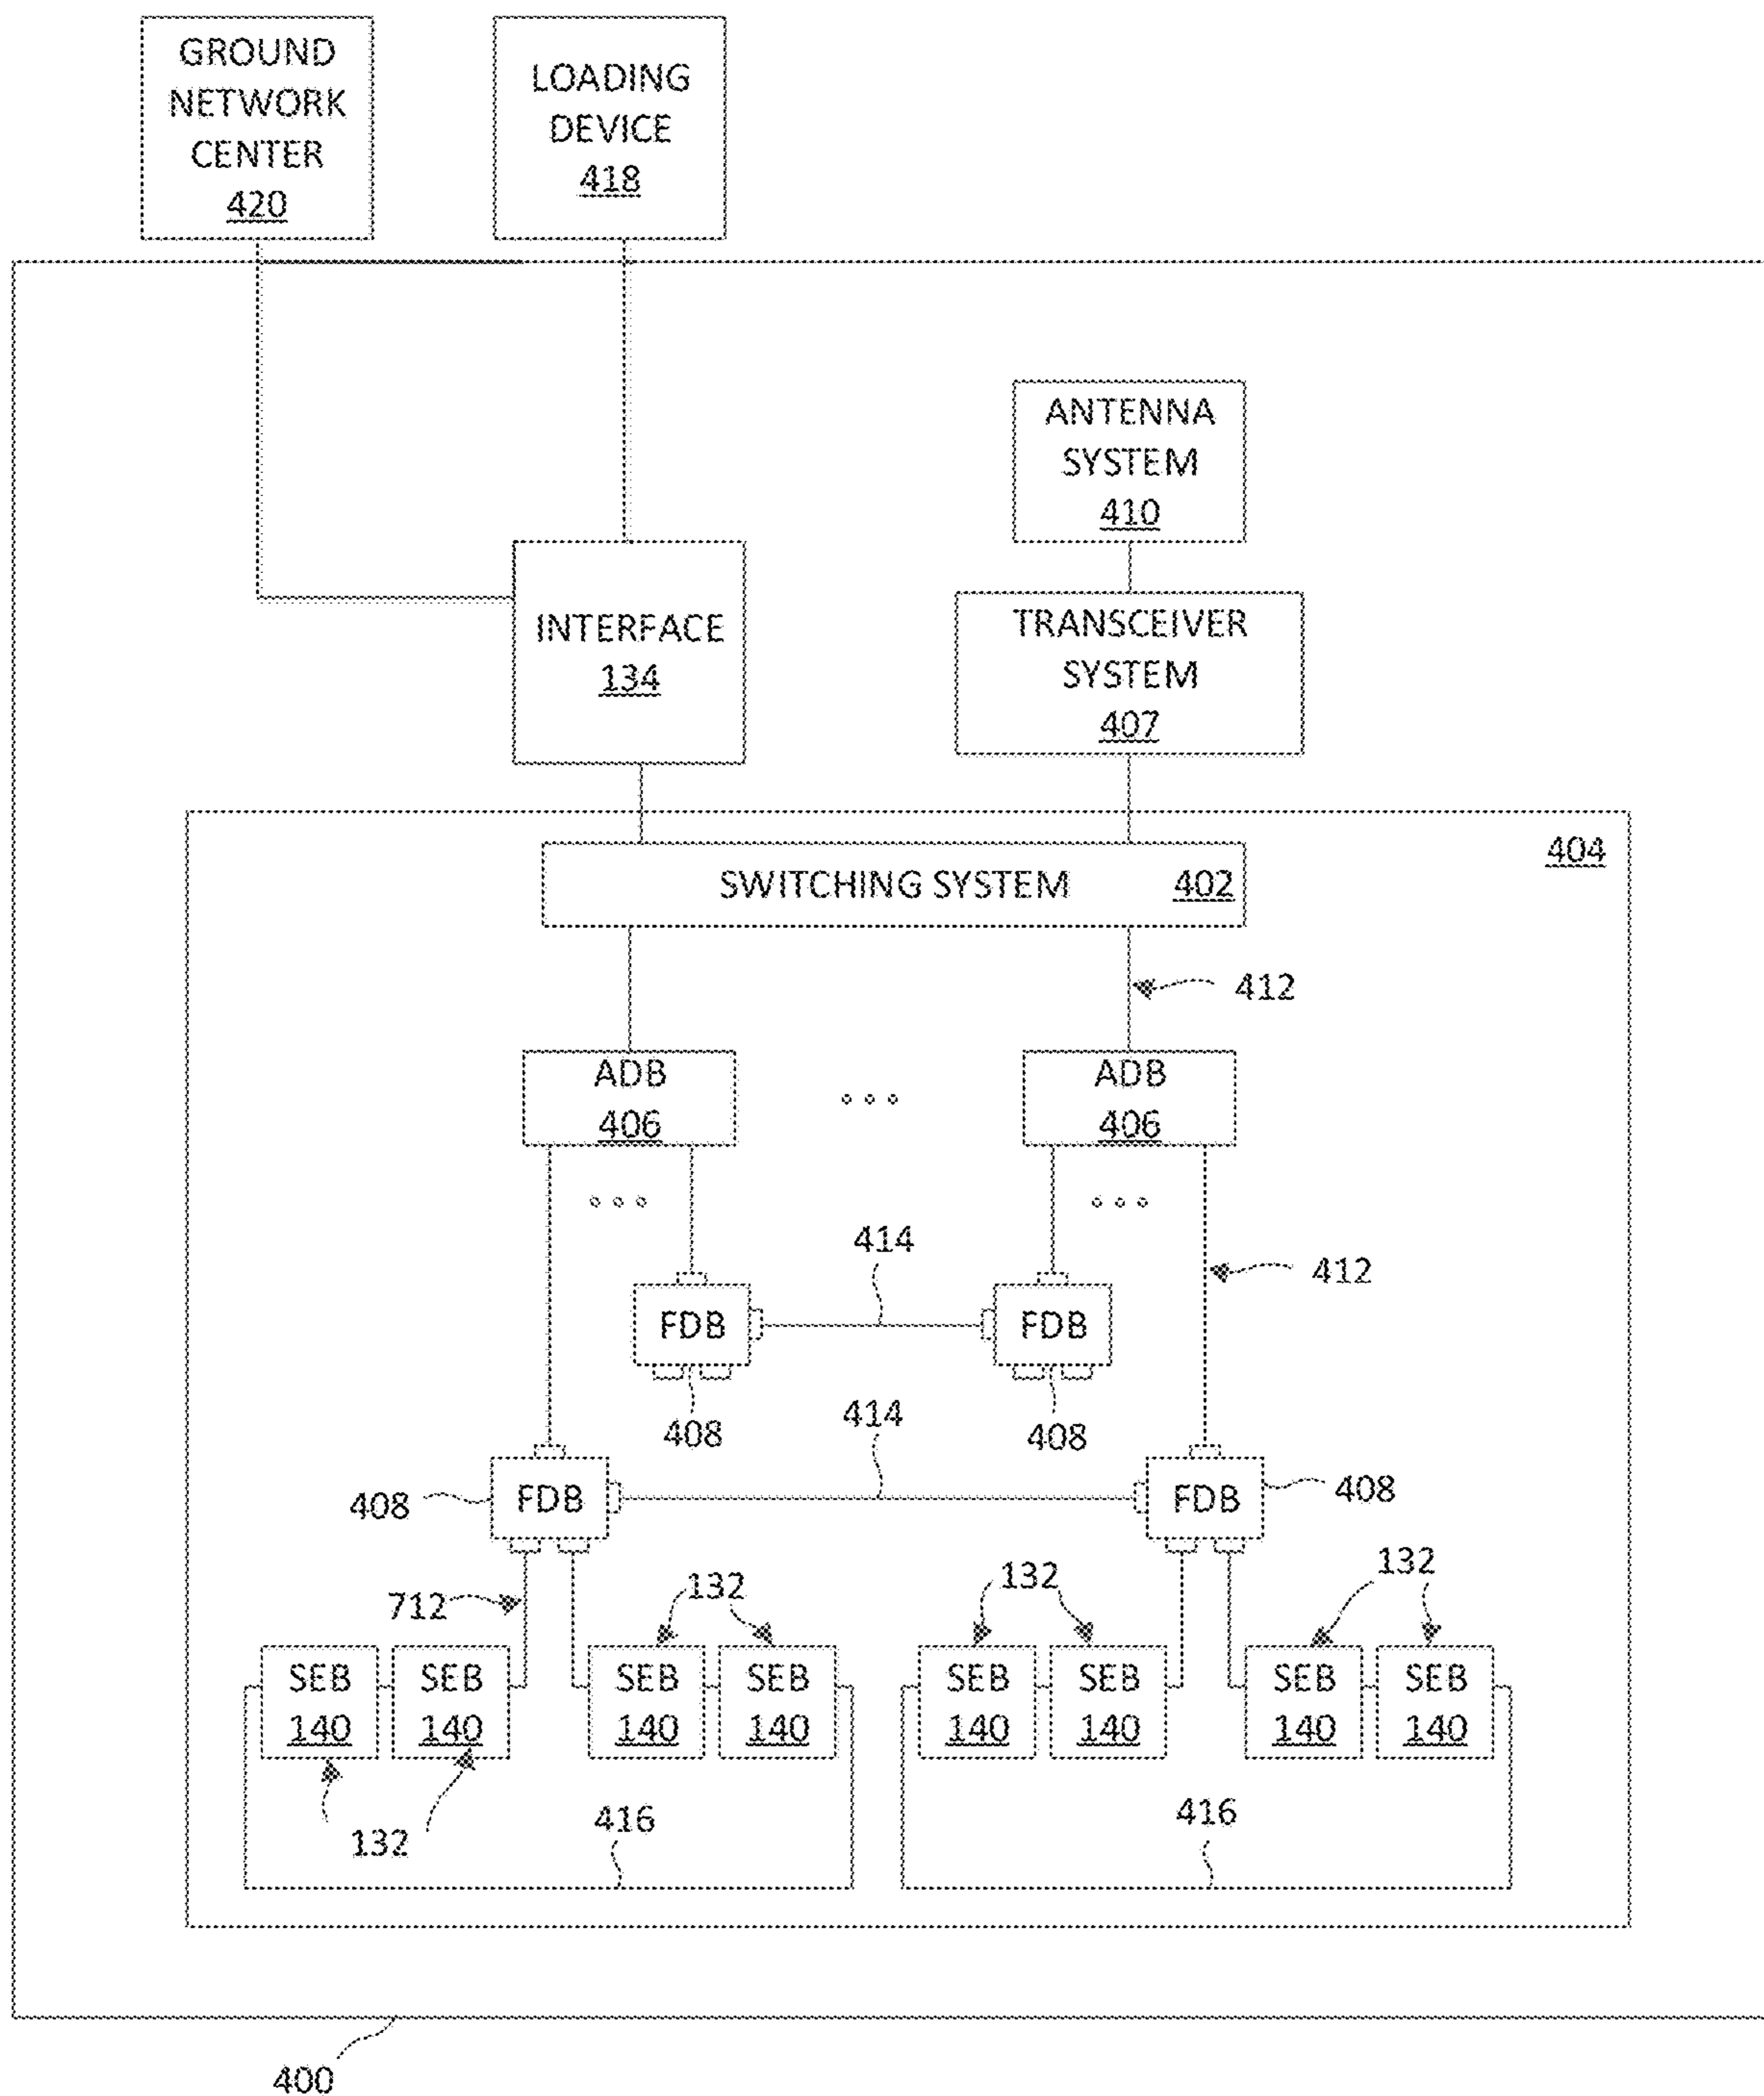 GROUND
NETWORK
CENTER
420
LOADING
DEVICE
418
ANTENNA
SYSTEM
410
INTERFACE
134
TRANSCEIVER
SYSTEM
407
404
SWITCHING SYSTEM 402
412
ADB
406
ADB
406
414
412
FDB
FDB
408
414
408
408
FDB
FDB
408
712
132
132
132
SEB
140
SEB
140
SEB
140
SEB
140
SEB
140
SEB
140
SEB
140
SEB
140
132
416
416
400